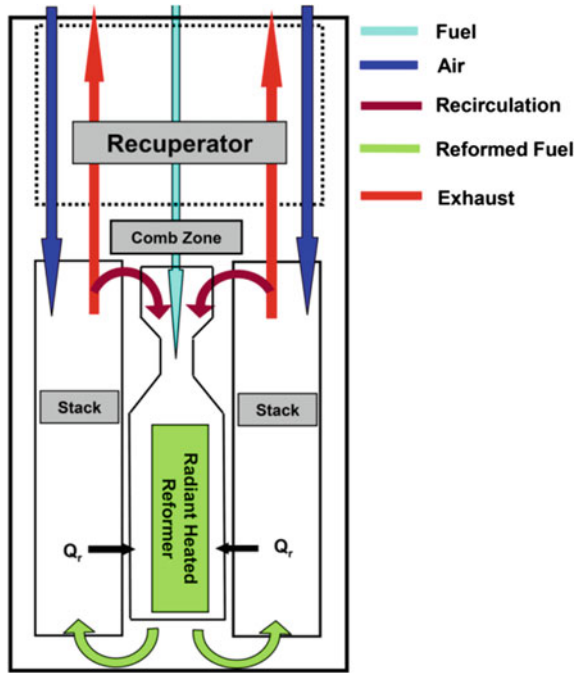 Fuel
Air
Recirculation
Reformed Fuel
Exhaust
Recuperator
Comb Zone
Stack
Stack
Radiant Heated
Reformer
Qr
Qr